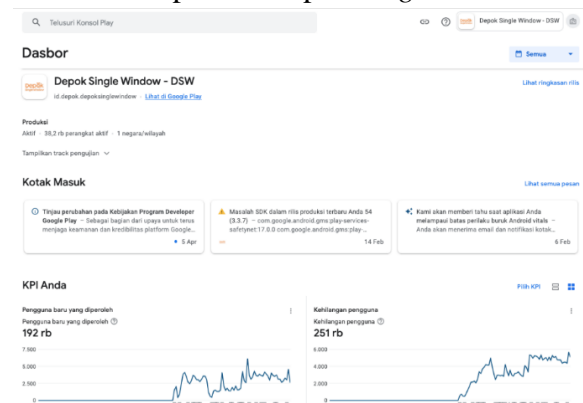 Telusuri Konsol Play
Depok Single Window - DSW
Dasbor
Semua
Depok Single Window - DSW
id.depok.depoksinglewindow · Lihat di Google Play
Lihat ringkasan rilis
Produksi
Aktif · 39,2 rb perangkat aktif · 1 negara/wilayah
Tampilkan track pengujian
Kotak Masuk
Lihat semua pesan
Tinjau perubahan pada Kebijakan Program Developer
Google Play – Sebagai bagian dari upaya untuk terus
menjaga keamanan dan kredibilitas platform Google...
5 Apr
Masalah SDK dalam rilis produksi terbaru Anda 54
(3.3.7) – com.google.android.gms:play-services-
safetynet:17.0.0 com.google.android.gms:play-...
14 Feb
Kami akan memberi tahu saat aplikasi Anda
melampaui batas perilaku buruk Android vitals –
Anda akan menerima email dan notifikasi kotak...
6 Feb
KPI Anda
Pilih KPI
Pengguna baru yang diperoleh
Pengguna baru yang diperoleh
192 rb
7.500
5.000
2.500
0
Kehilangan pengguna
Kehilangan pengguna
251 rb
6.000
4.000
2.000
0